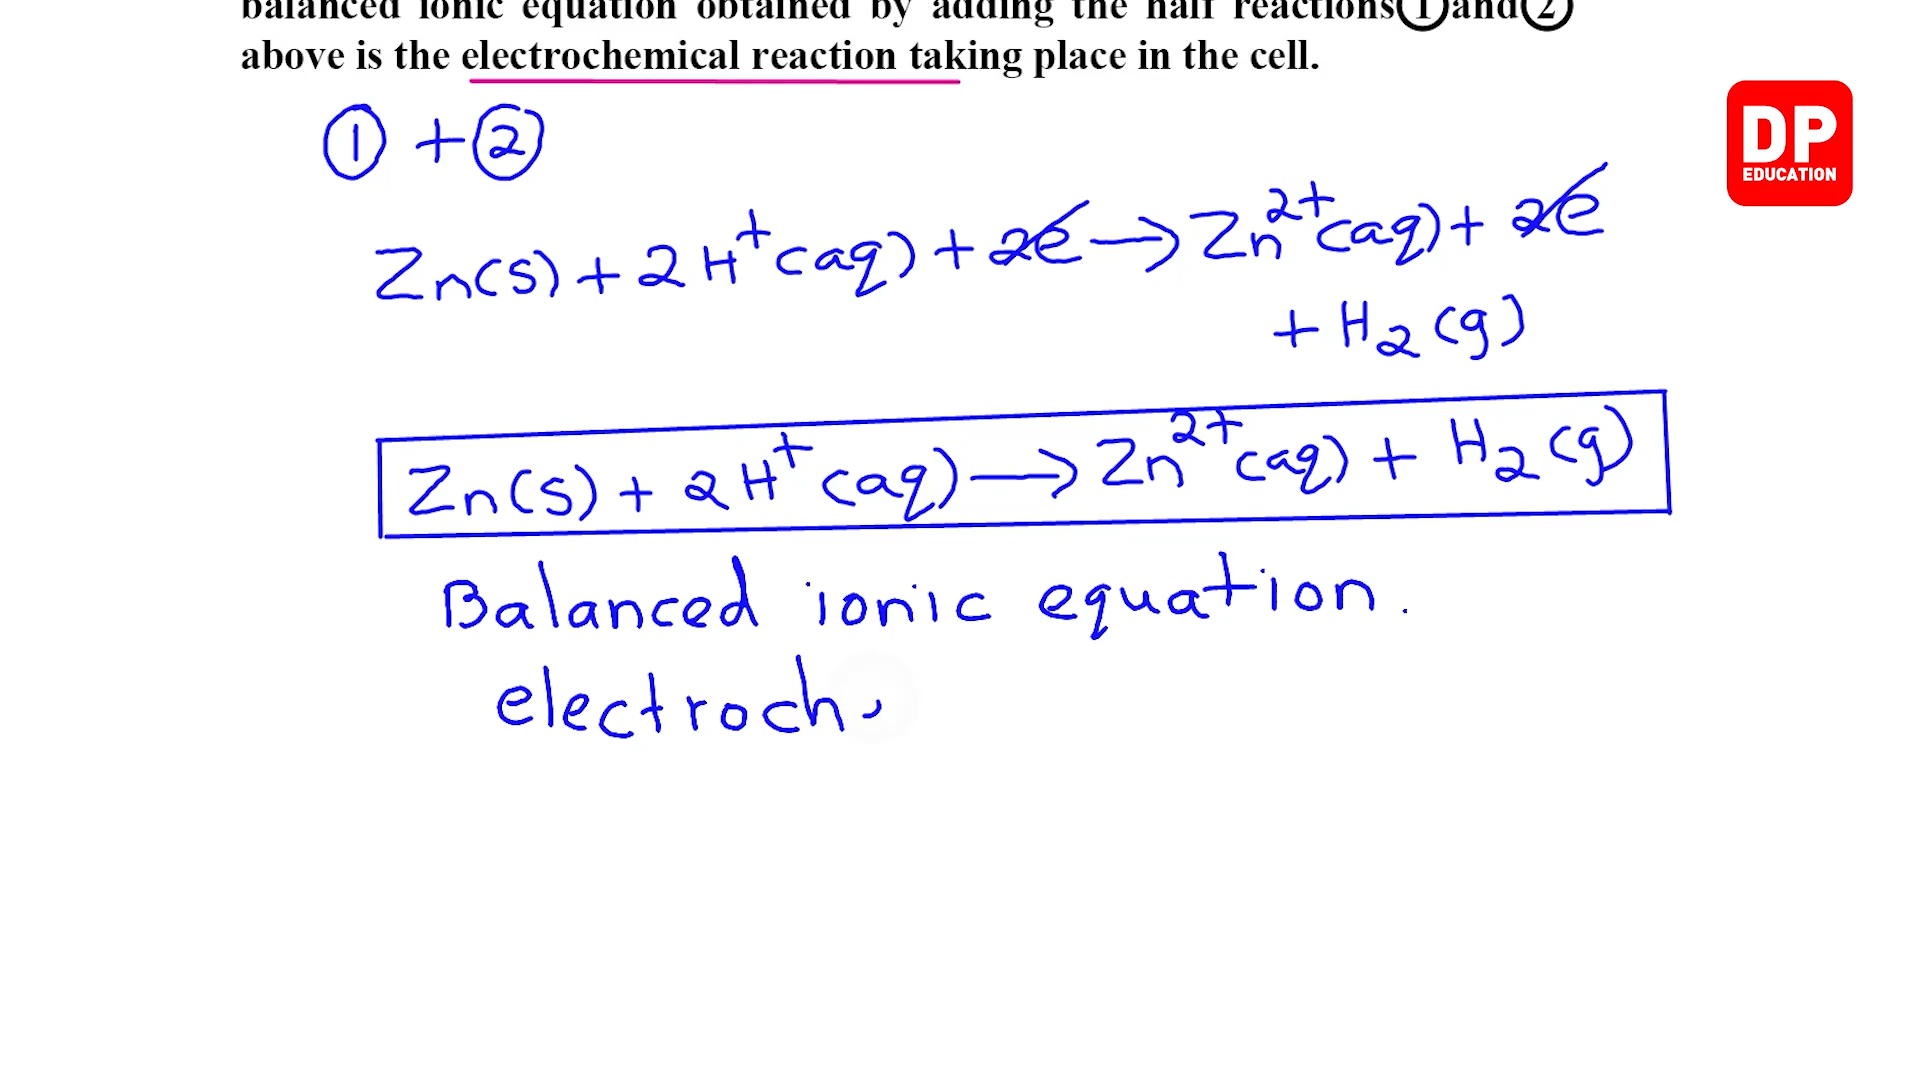 balanced ionic equation obtained by adding the half reactions ① and ②
above is the electrochemical reaction taking place in the cell.
① + ②
DP
EDUCATION
Zn(s) + 2H⁺(aq) + 2e → Zn²⁺(aq) + 2e
+ H₂(g)
Zn(s) + 2H⁺(aq) → Zn²⁺(aq) + H₂(g)
Balanced ionic equation.
electroch